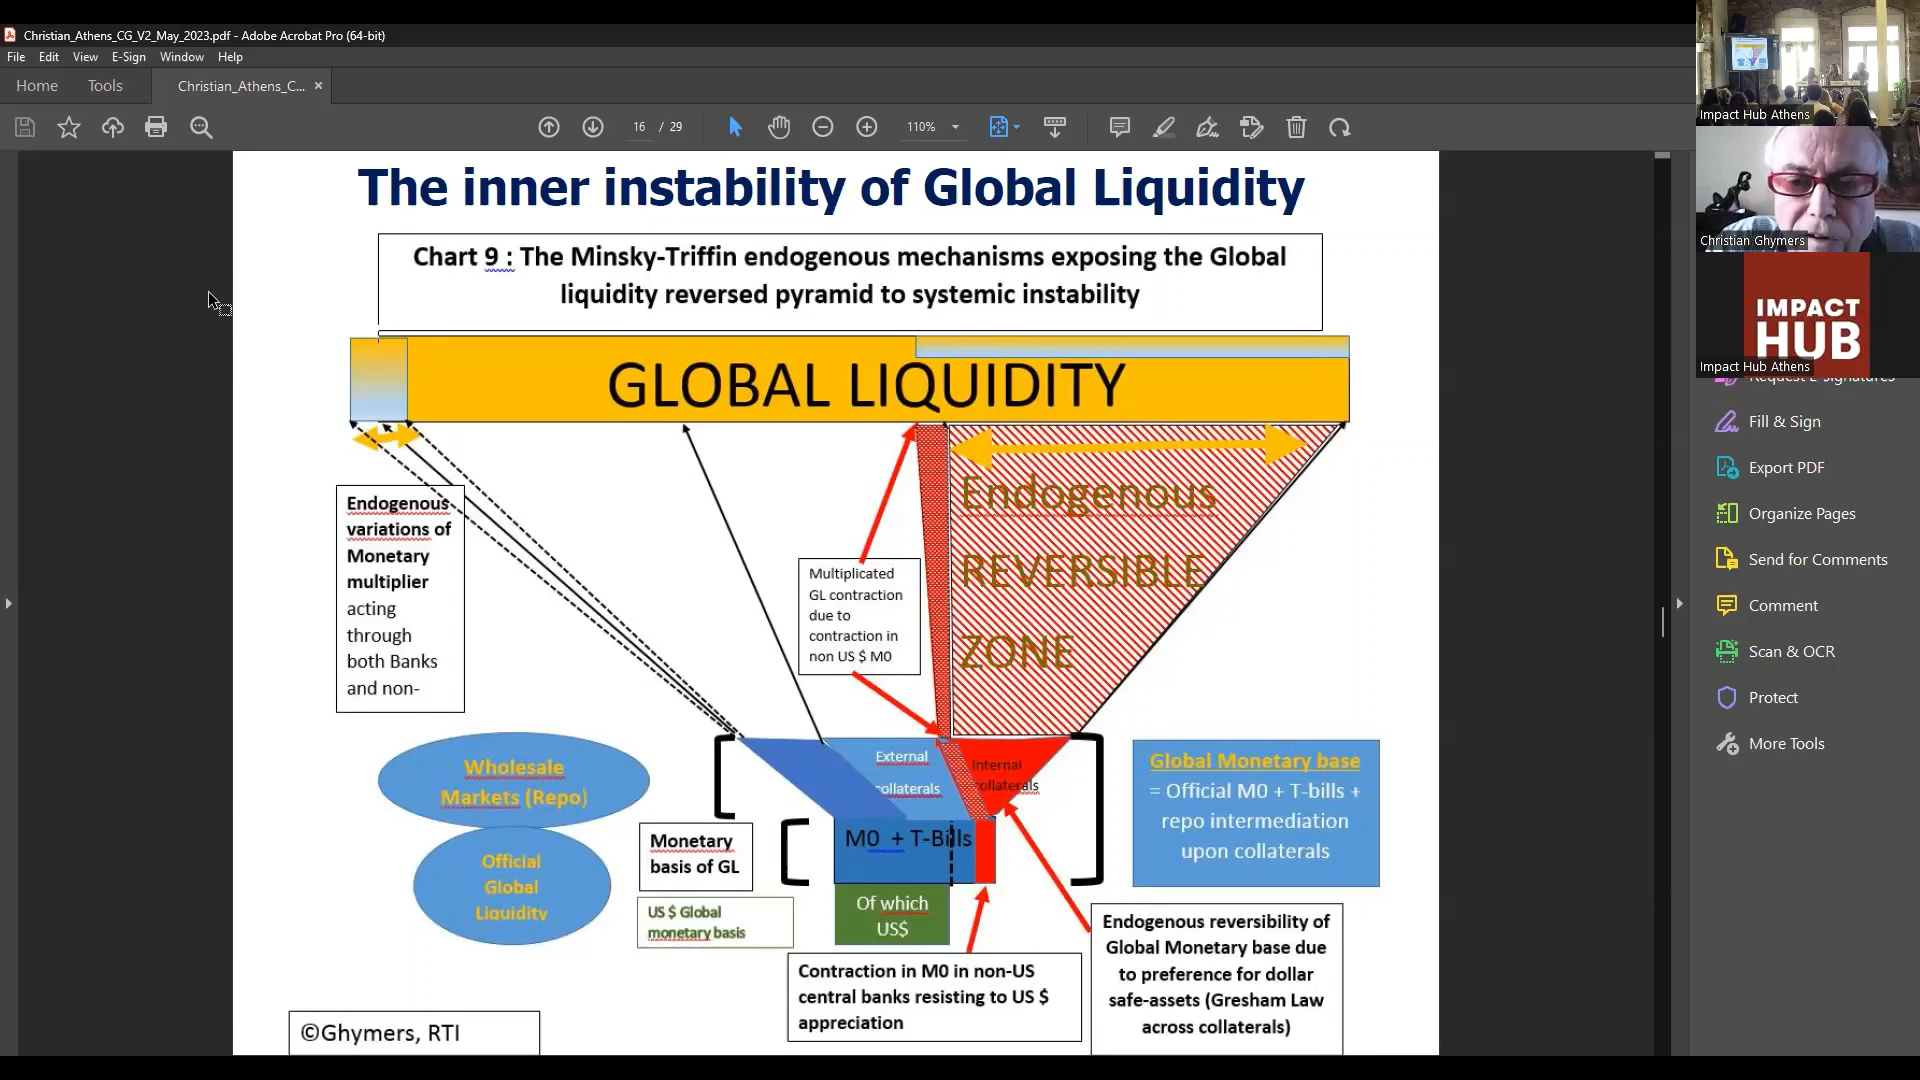 Christian_Athens_CG_V2_May_2023.pdf - Adobe Acrobat Pro (64-bit)
File Edit View E-Sign Window Help
Home Tools Christian_Athens_C... ×
16 / 29 110%
The inner instability of Global Liquidity
Chart 9 : The Minsky-Triffin endogenous mechanisms exposing the Global
liquidity reversed pyramid to systemic instability
GLOBAL LIQUIDITY
Endogenous
variations of
Monetary
multiplier
acting
through
both Banks
and non-
Multiplicated
GL contraction
due to
contraction in
non US $ M0
Endogenous
REVERSIBLE
ZONE
Wholesale
Markets (Repo)
Official
Global
Liquidity
Monetary
basis of GL
US $ Global
monetary basis
External
collaterals
Internal
collaterals
M0 + T-Bills
Of which
US$
Global Monetary base
= Official M0 + T-bills +
repo intermediation
upon collaterals
Contraction in M0 in non-US
central banks resisting to US $
appreciation
Endogenous reversibility of
Global Monetary base due
to preference for dollar
safe-assets (Gresham Law
across collaterals)
©Ghymers, RTI
Impact Hub Athens
Christian Ghymers
IMPACT
HUB
Impact Hub Athens
Request E-signatures
Fill & Sign
Export PDF
Organize Pages
Send for Comments
Comment
Scan & OCR
Protect
More Tools